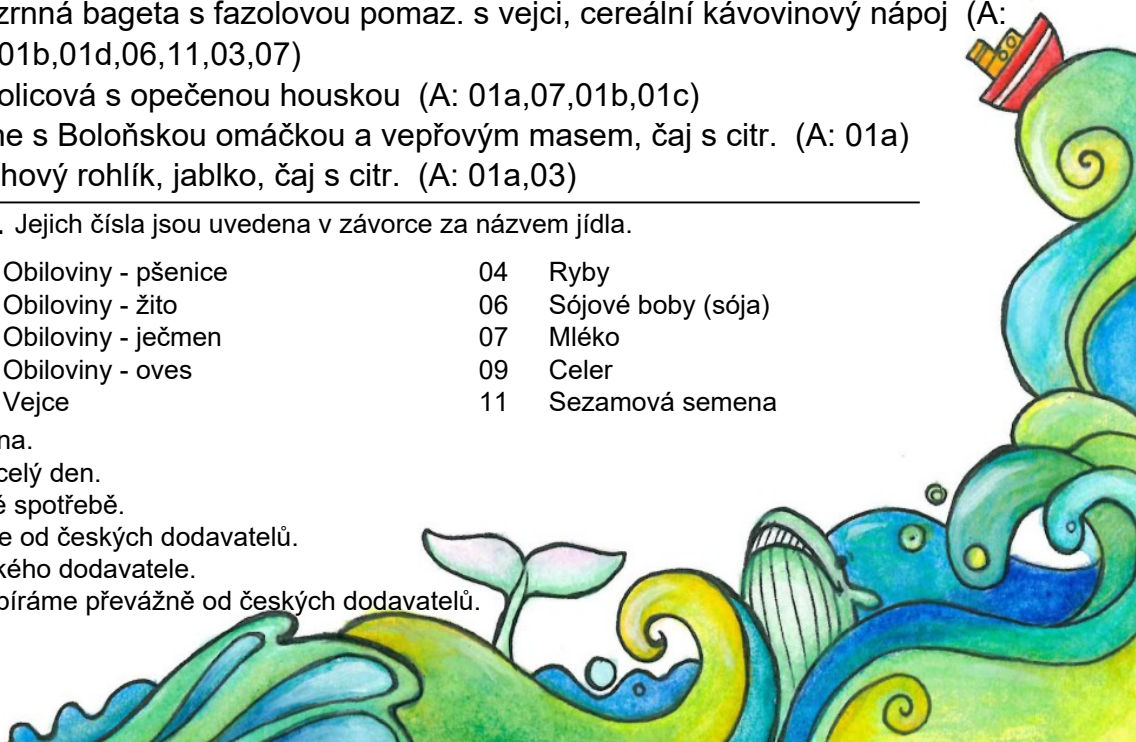 zrnná bageta s fazolovou pomaz. s vejci, cereální kávovinový nápoj (A:
01b,01d,06,11,03,07)
olicová s opečenou houskou (A: 01a,07,01b,01c)
ne s Boloňskou omáčkou a vepřovým masem, čaj s citr. (A: 01a)
hový rohlík, jablko, čaj s citr. (A: 01a,03)
. Jejich čísla jsou uvedena v závorce za názvem jídla.
Obiloviny - pšenice 04 Ryby
Obiloviny - žito 06 Sójové boby (sója)
Obiloviny - ječmen 07 Mléko
Obiloviny - oves 09 Celer
Vejce 11 Sezamová semena
na.
celý den.
é spotřebě.
e od českých dodavatelů.
kého dodavatele.
bíráme převážně od českých dodavatelů.